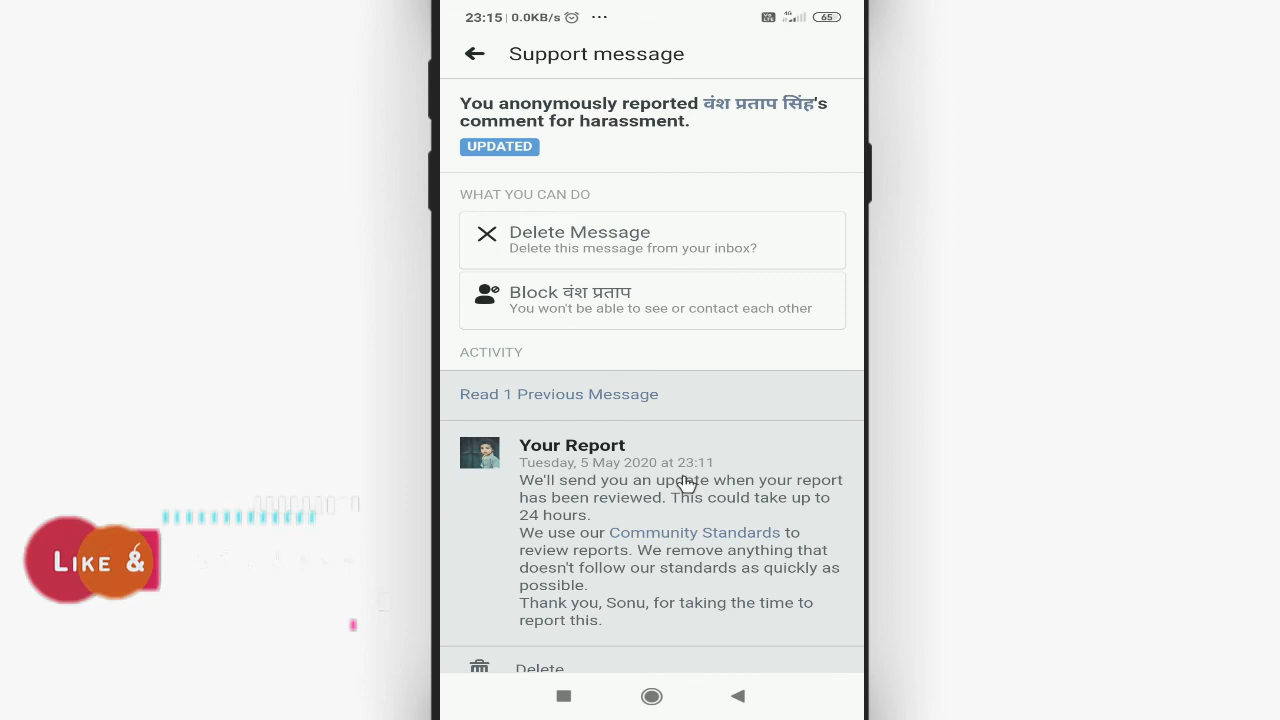 23:15 | 0.0KB/s ...
4G 65
Support message
You anonymously reported वंश प्रताप सिंह's
comment for harassment.
UPDATED
WHAT YOU CAN DO
Delete Message
Delete this message from your inbox?
Block वंश प्रताप
You won't be able to see or contact each other
ACTIVITY
Read 1 Previous Message
Your Report
Tuesday, 5 May 2020 at 23:11
We'll send you an update when your report
has been reviewed. This could take up to
24 hours.
We use our Community Standards to
review reports. We remove anything that
doesn't follow our standards as quickly as
possible.
Thank you, Sonu, for taking the time to
report this.
Delete
LIKE &